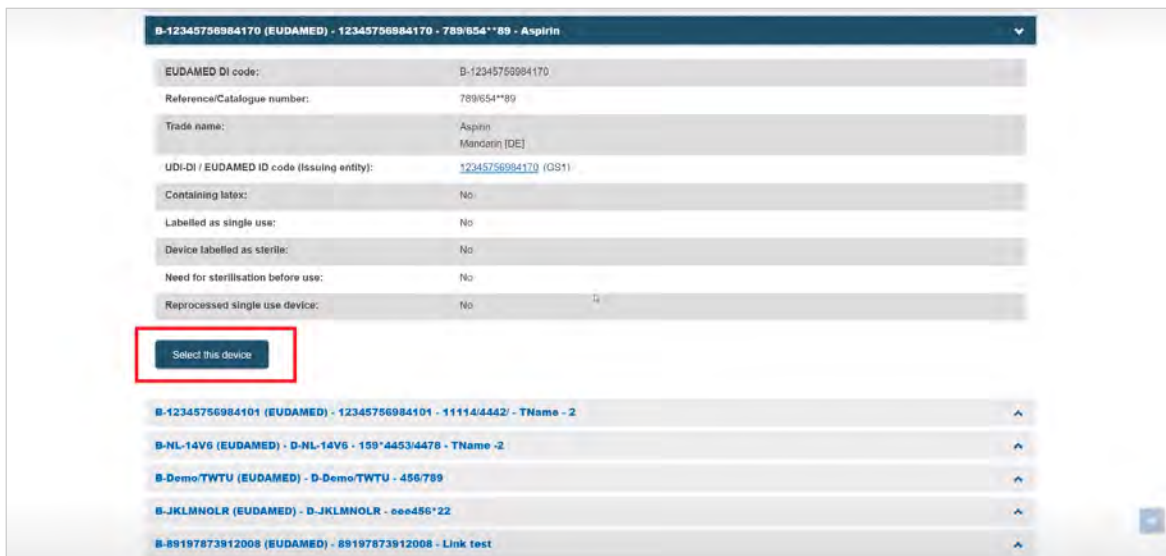 B-12345756984170 (EUDAMED) - 12345756984170 - 789/654**89 - Aspirin
EUDAMED DI code: B-12345756984170
Reference/Catalogue number: 789/654**89
Trade name: Aspirin
Mandarin [DE]
UDI-DI / EUDAMED ID code (Issuing entity): 12345756984170 (GS1)
Containing latex: No
Labelled as single use: No
Device labelled as sterile: No
Need for sterilisation before use: No
Reprocessed single use device: No
Select this device
B-12345756984101 (EUDAMED) - 12345756984101 - 11114/4442/ - TName - 2
B-NL-14V6 (EUDAMED) - D-NL-14V6 - 159*4453/4478 - TName -2
B-Demo/TWTU (EUDAMED) - D-Demo/TWTU - 456/789
B-JKLMNOLR (EUDAMED) - D-JKLMNOLR - eee456*22
B-89197873912008 (EUDAMED) - 89197873912008 - Link test